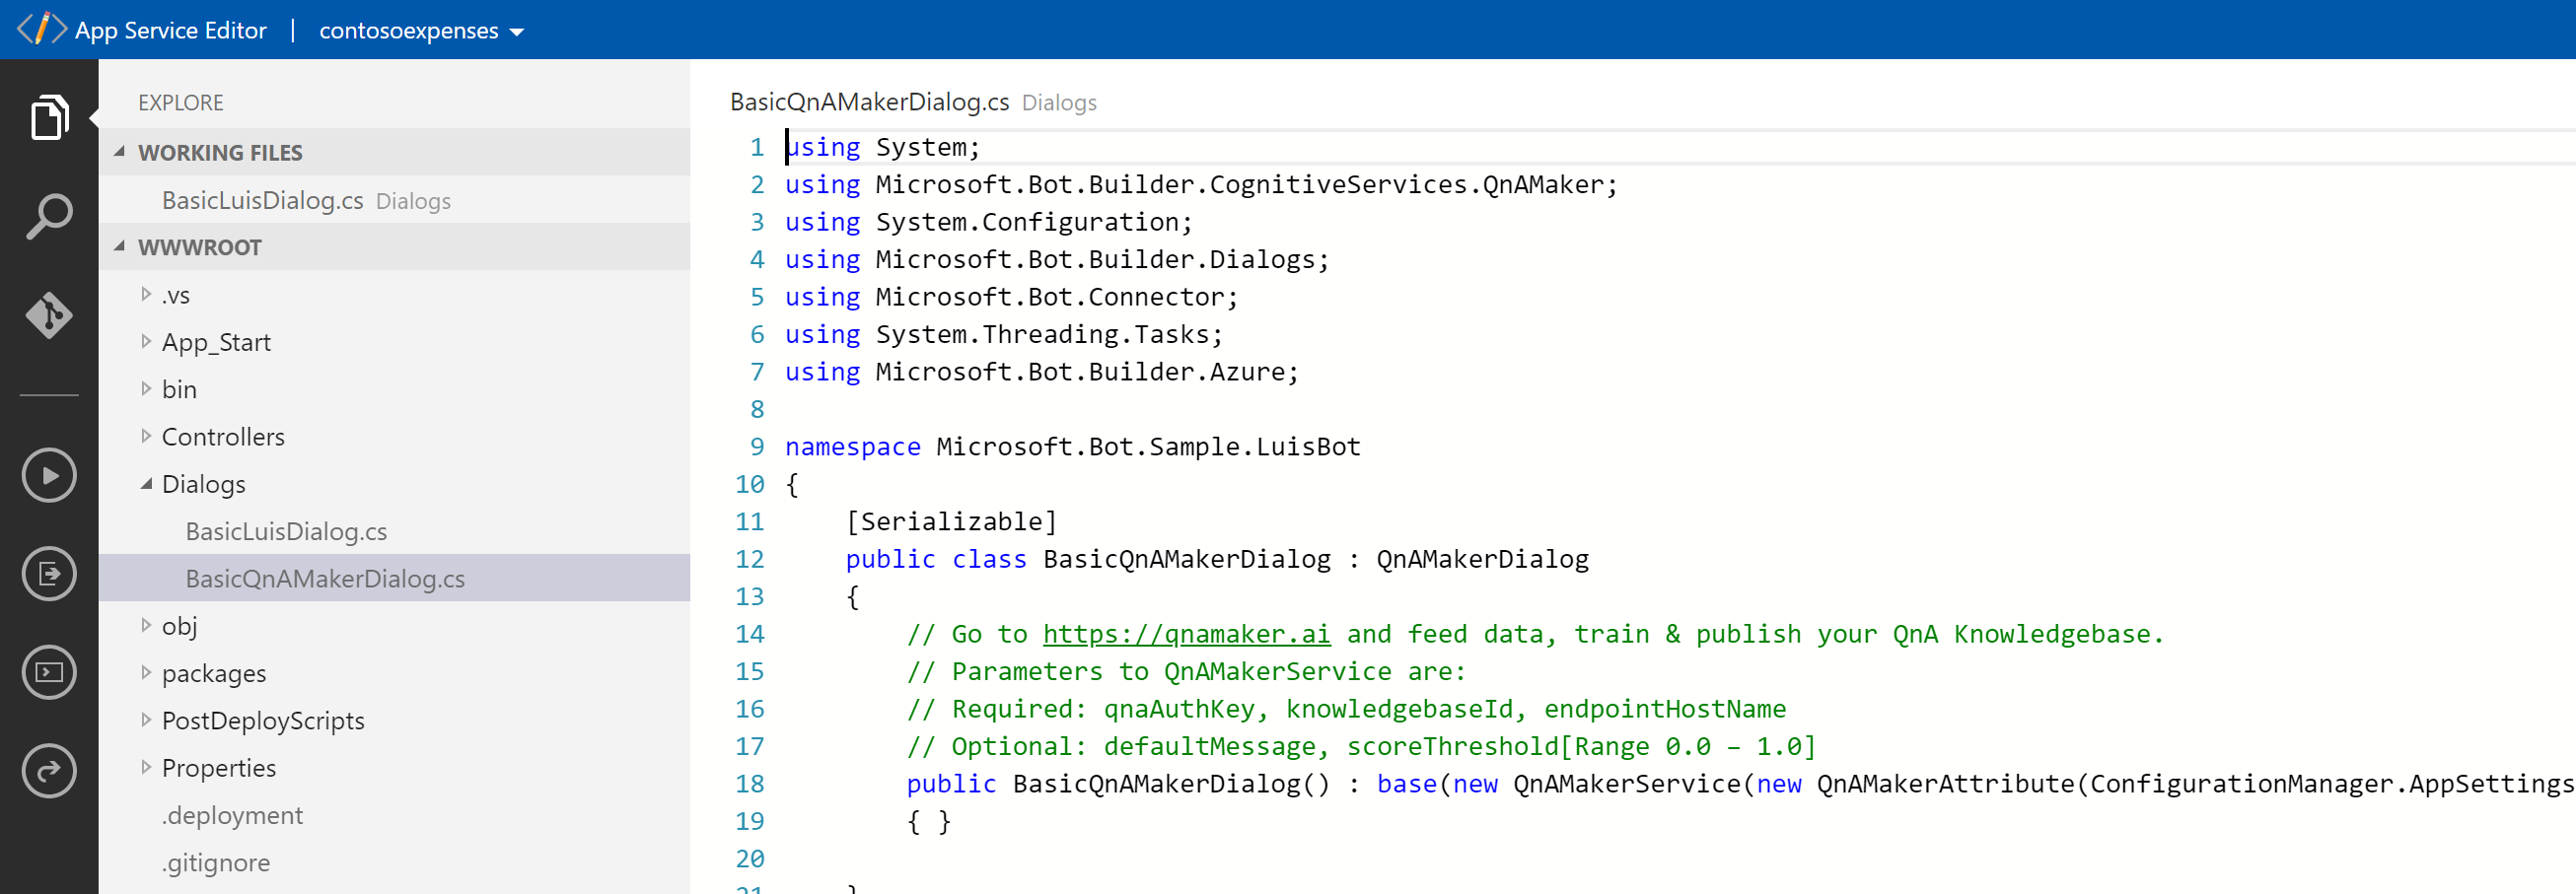 App Service Editor | contosoexpenses
EXPLORE
WORKING FILES
BasicLuisDialog.cs Dialogs
WWWROOT
.vs
App_Start
bin
Controllers
Dialogs
BasicLuisDialog.cs
BasicQnAMakerDialog.cs
obj
packages
PostDeployScripts
Properties
.deployment
.gitignore
BasicQnAMakerDialog.cs Dialogs
1 using System;
2 using Microsoft.Bot.Builder.CognitiveServices.QnAMaker;
3 using System.Configuration;
4 using Microsoft.Bot.Builder.Dialogs;
5 using Microsoft.Bot.Connector;
6 using System.Threading.Tasks;
7 using Microsoft.Bot.Builder.Azure;
8
9 namespace Microsoft.Bot.Sample.LuisBot
10 {
11     [Serializable]
12     public class BasicQnAMakerDialog : QnAMakerDialog
13     {
14         // Go to https://qnamaker.ai and feed data, train & publish your QnA Knowledgebase.
15         // Parameters to QnAMakerService are:
16         // Required: qnaAuthKey, knowledgebaseId, endpointHostName
17         // Optional: defaultMessage, scoreThreshold[Range 0.0 – 1.0]
18         public BasicQnAMakerDialog() : base(new QnAMakerService(new QnAMakerAttribute(ConfigurationManager.AppSettings
19         { }
20
21     }